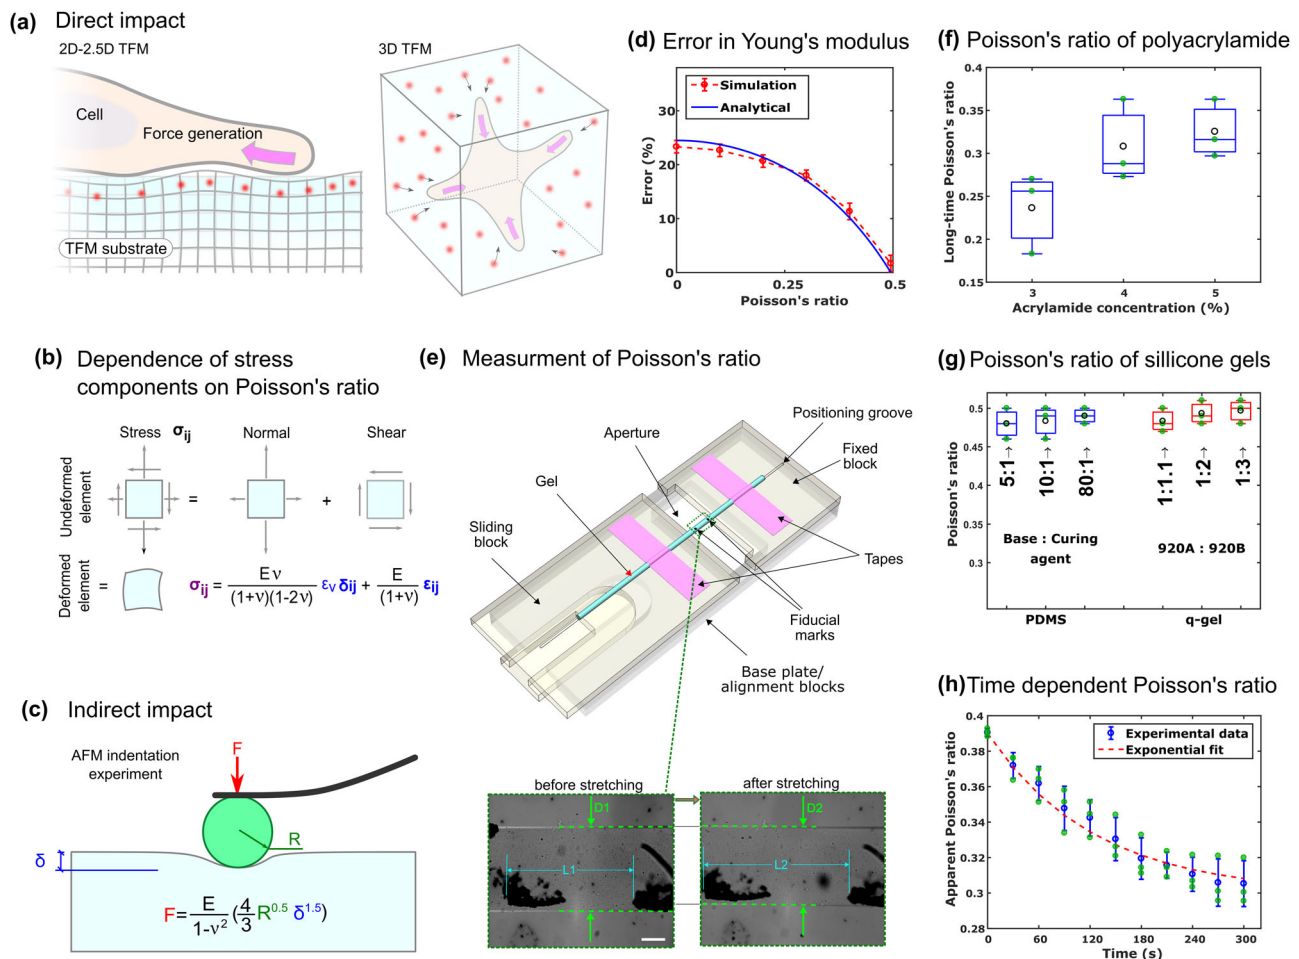 (a) Direct impact
2D-2.5D TFM
Cell
Force generation
TFM substrate
3D TFM
(b) Dependence of stress
components on Poisson's ratio
Stress σij
Normal
Shear
Undeformed
element
=
+
Deformed
element
=
σij = Eν/((1+ν)(1-2ν)) εV δij + E/(1+ν) εij
(c) Indirect impact
AFM indentation
experiment
F
R
δ
F= E/(1-ν²) (4/3 R^0.5 δ^1.5)
(d) Error in Young's modulus
Simulation
Analytical
Error (%)
30
20
10
0
0 0.25 0.5
Poisson's ratio
(e) Measurment of Poisson's ratio
Positioning groove
Aperture
Fixed
block
Gel
Sliding
block
Tapes
Fiducial
marks
Base plate/
alignment blocks
before stretching
after stretching
D1
L1
D2
L2
(f) Poisson's ratio of polyacrylamide
Long-time Poisson's ratio
0.4
0.35
0.3
0.25
0.2
0.15
3 4 5
Acrylamide concentration (%)
(g) Poisson's ratio of sillicone gels
Poisson's ratio
0.5
0.4
0.3
5:1→
10:1→
80:1→
1:1.1→
1:2→
1:3→
Base : Curing
agent
920A : 920B
PDMS
q-gel
(h) Time dependent Poisson's ratio
Experimental data
Exponential fit
Apparent Poisson's ratio
0.4
0.38
0.36
0.34
0.32
0.3
0.28
0 60 120 180 240 300
Time (s)